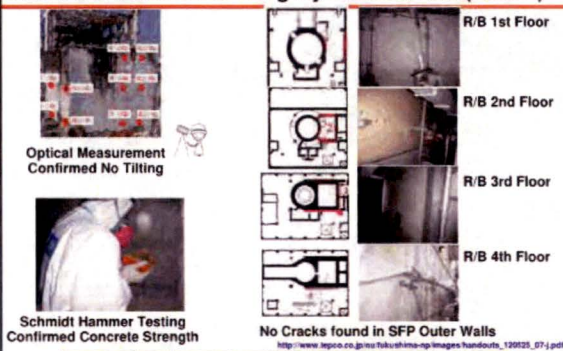 Optical Measurement
Confirmed No Tilting
Schmidt Hammer Testing
Confirmed Concrete Strength
R/B 1st Floor
R/B 2nd Floor
R/B 3rd Floor
R/B 4th Floor
No Cracks found in SFP Outer Walls
http://www.tepco.co.jp/nu/fukushima-np/images/handouts_120525_07-j.pdf